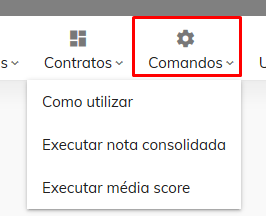 s Contratos Comandos U
Como utilizar
Executar nota consolidada
Executar média score